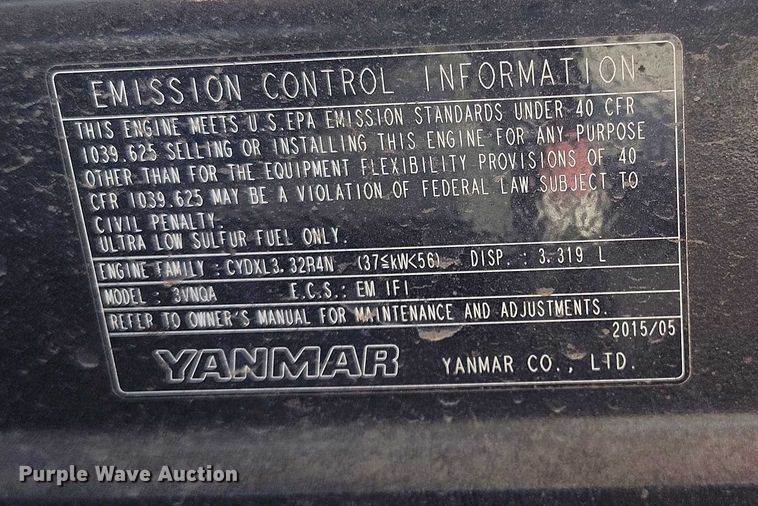 EMISSION CONTROL INFORMATION
THIS ENGINE MEETS U.S.EPA EMISSION STANDARDS UNDER 40 CFR
1039.625 SELLING OR INSTALLING THIS ENGINE FOR ANY PURPOSE
OTHER THAN FOR THE EQUIPMENT FLEXIBILITY PROVISIONS OF 40
CFR 1039.625 MAY BE A VIOLATION OF FEDERAL LAW SUBJECT TO
CIVIL PENALTY.
ULTRA LOW SULFUR FUEL ONLY.
ENGINE FAMILY : CYDXL3.32R4N (37≦kW<56) DISP. : 3.319 L
MODEL : 3VNQA E.C.S.: EM IFI
REFER TO OWNER'S MANUAL FOR MAINTENANCE AND ADJUSTMENTS.
2015/05
YANMAR YANMAR CO., LTD.
Purple Wave Auction